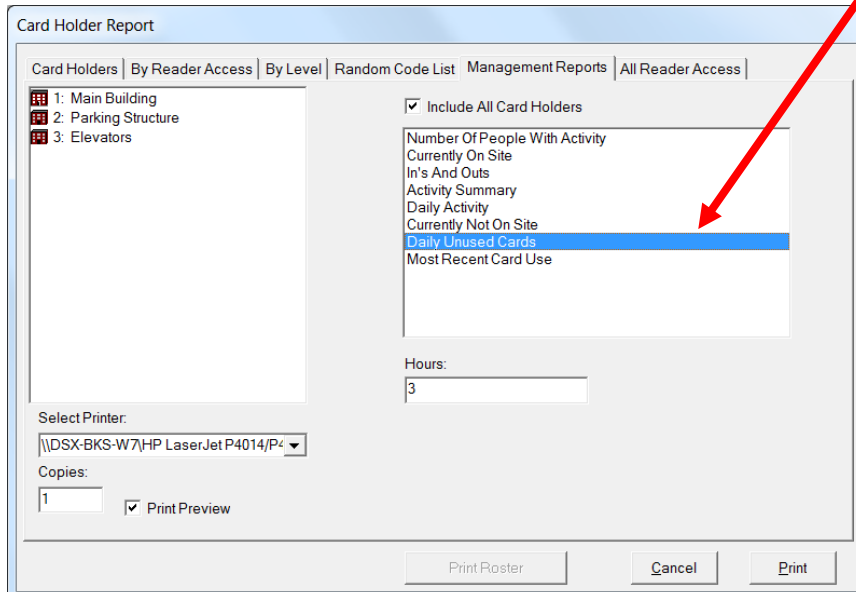 Card Holder Report
Card Holders By Reader Access By Level Random Code List Management Reports All Reader Access
1: Main Building
2: Parking Structure
3: Elevators
Include All Card Holders
Number Of People With Activity
Currently On Site
In's And Outs
Activity Summary
Daily Activity
Currently Not On Site
Daily Unused Cards
Most Recent Card Use
Hours:
3
Select Printer:
\\DSX-BKS-W7\HP LaserJet P4014/P4
Copies:
1
Print Preview
Print Roster Cancel Print